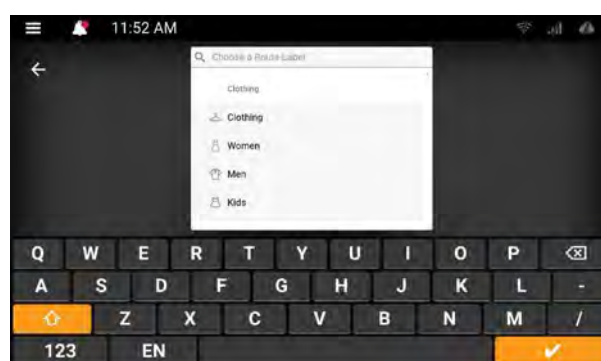 11:52 AM
Choose a Route Label
Clothing
Clothing
Women
Men
Kids
Q W E R T Y U I O P
A S D F G H J K L -
Z X C V B N M /
123 EN